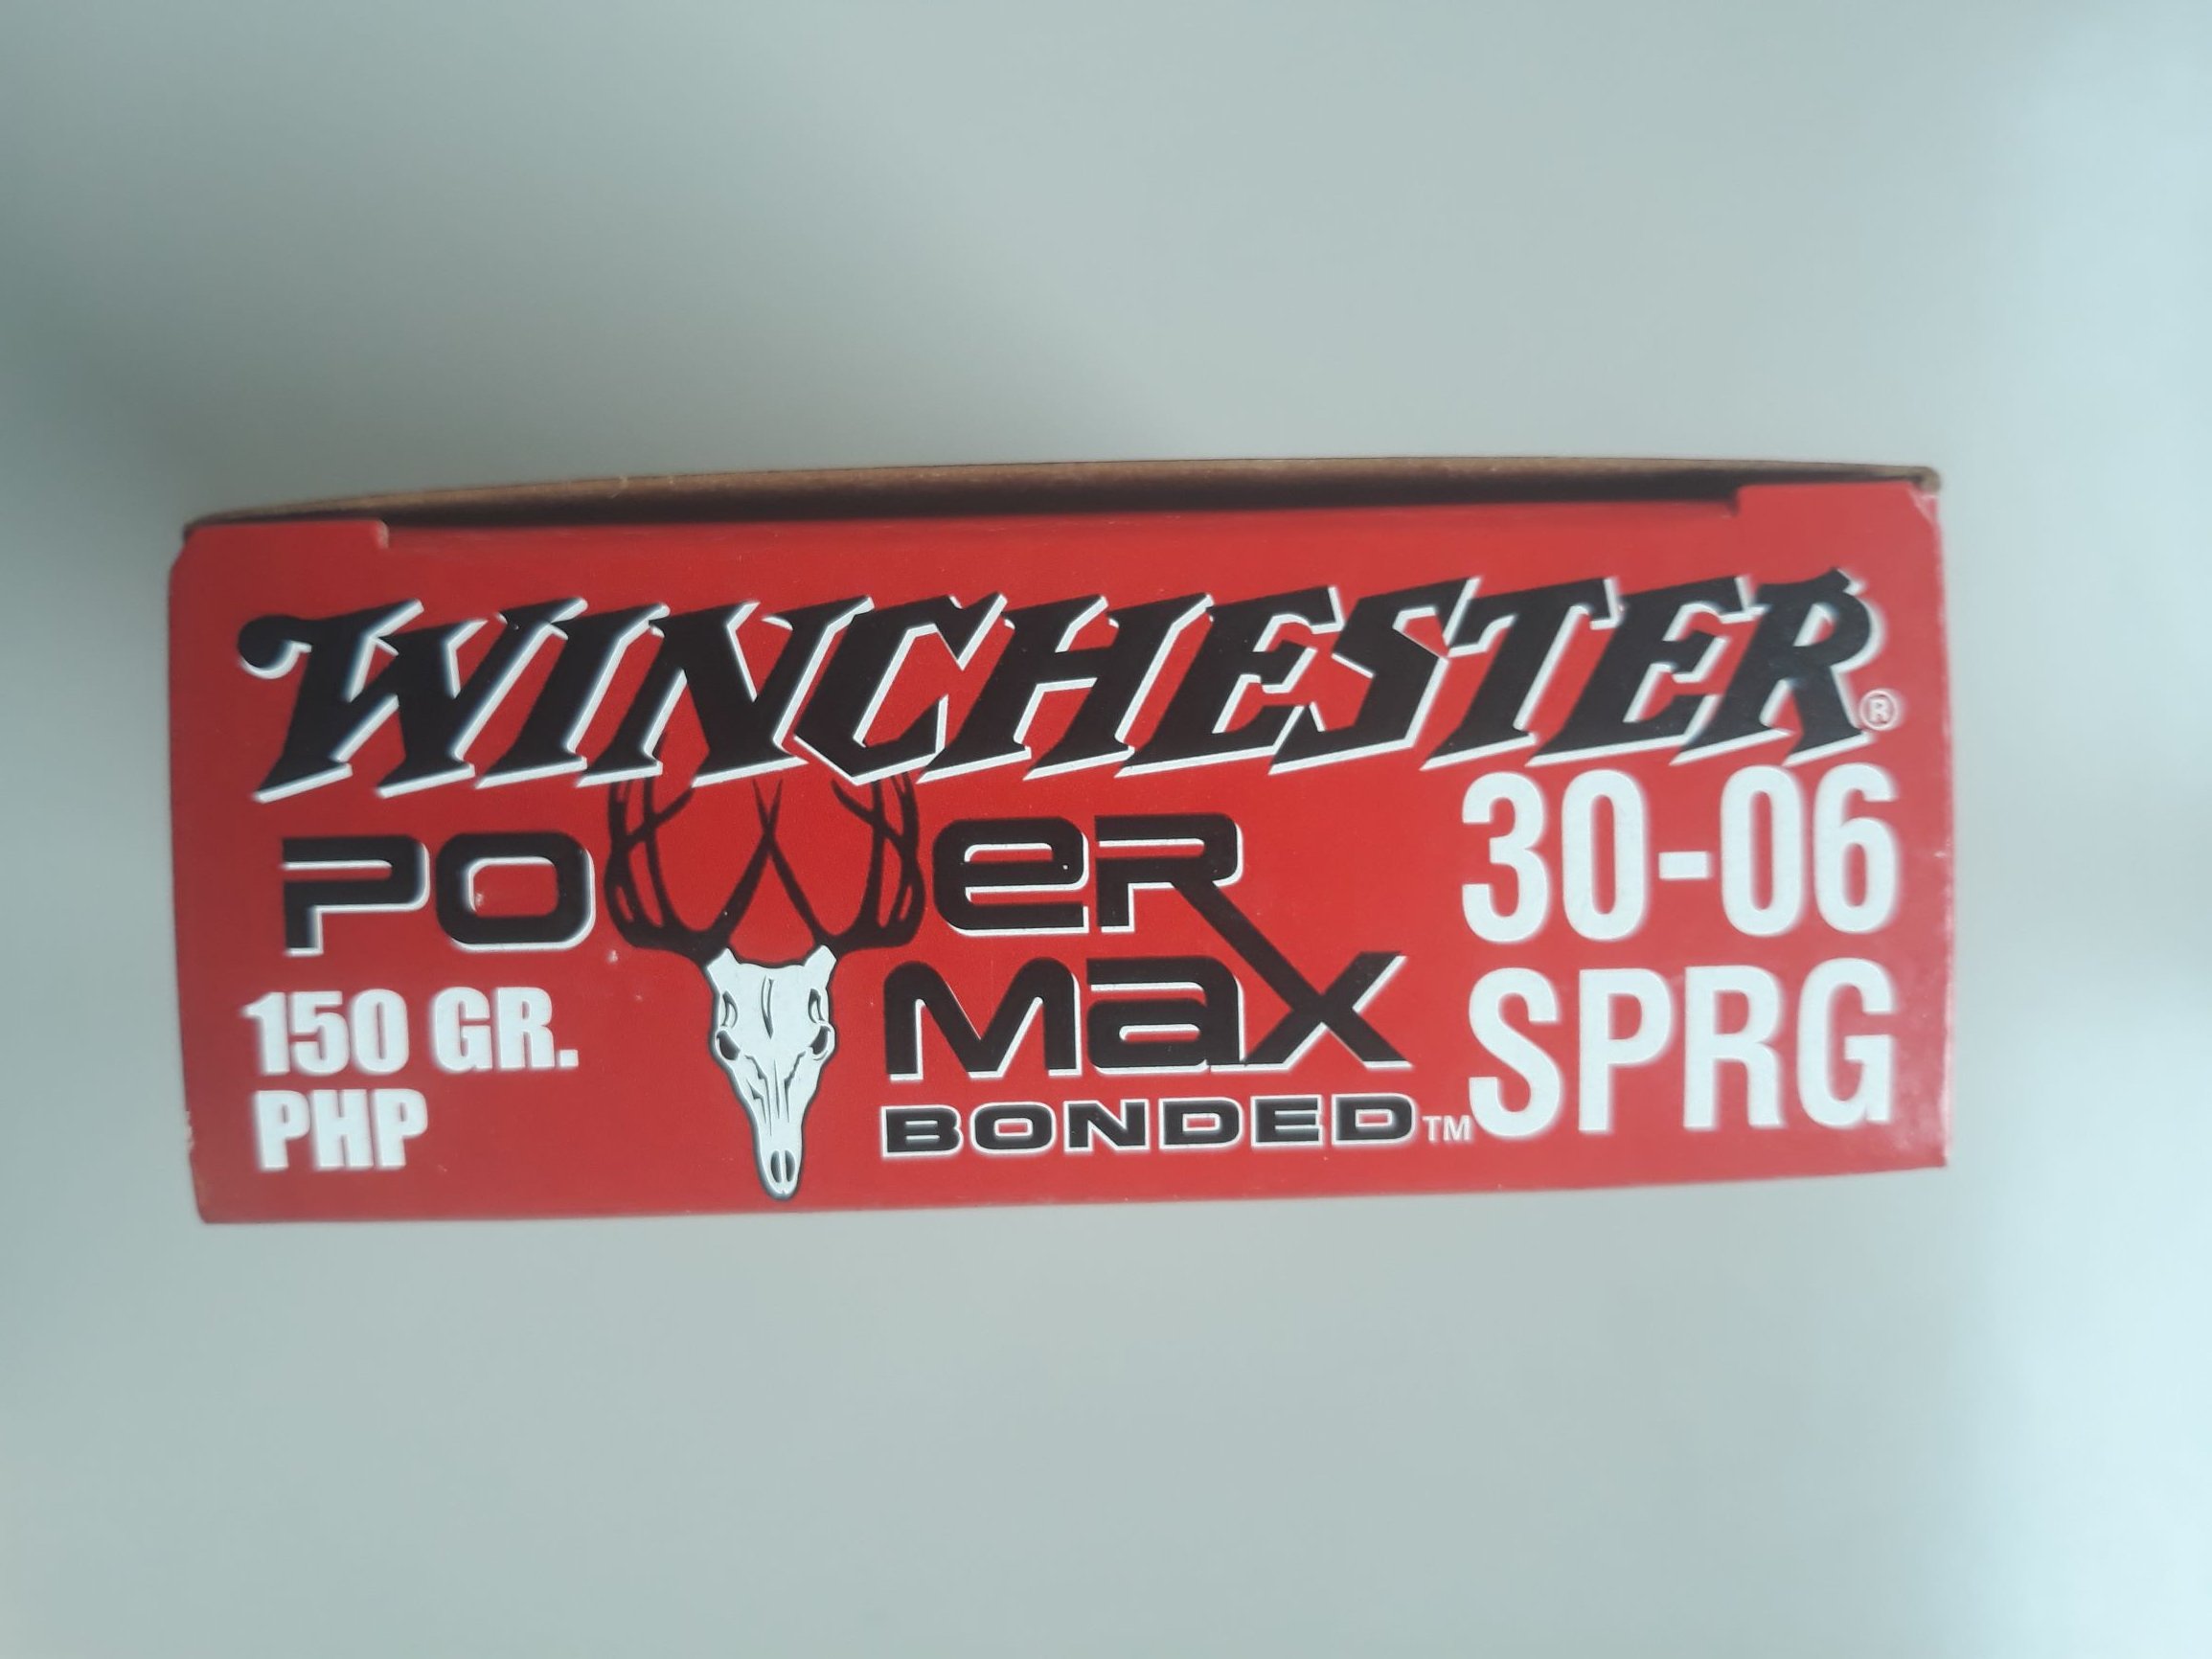 WINCHESTER®
POWER
MAX
BONDED™
150 GR.
PHP
30-06
SPRG